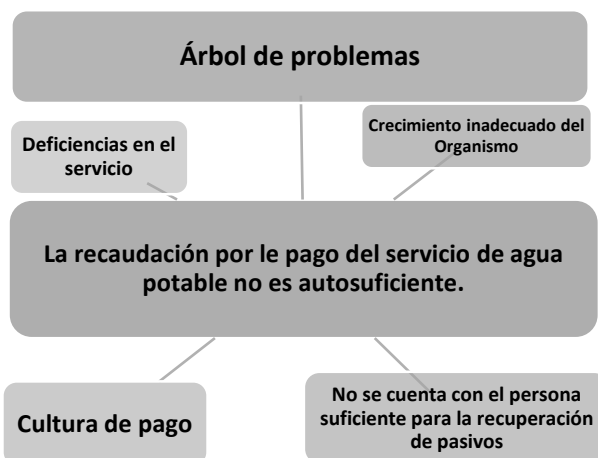 Árbol de problemas
Deficiencias en el
servicio
Crecimiento inadecuado del
Organismo
La recaudación por le pago del servicio de agua
potable no es autosuficiente.
Cultura de pago
No se cuenta con el persona
suficiente para la recuperación
de pasivos